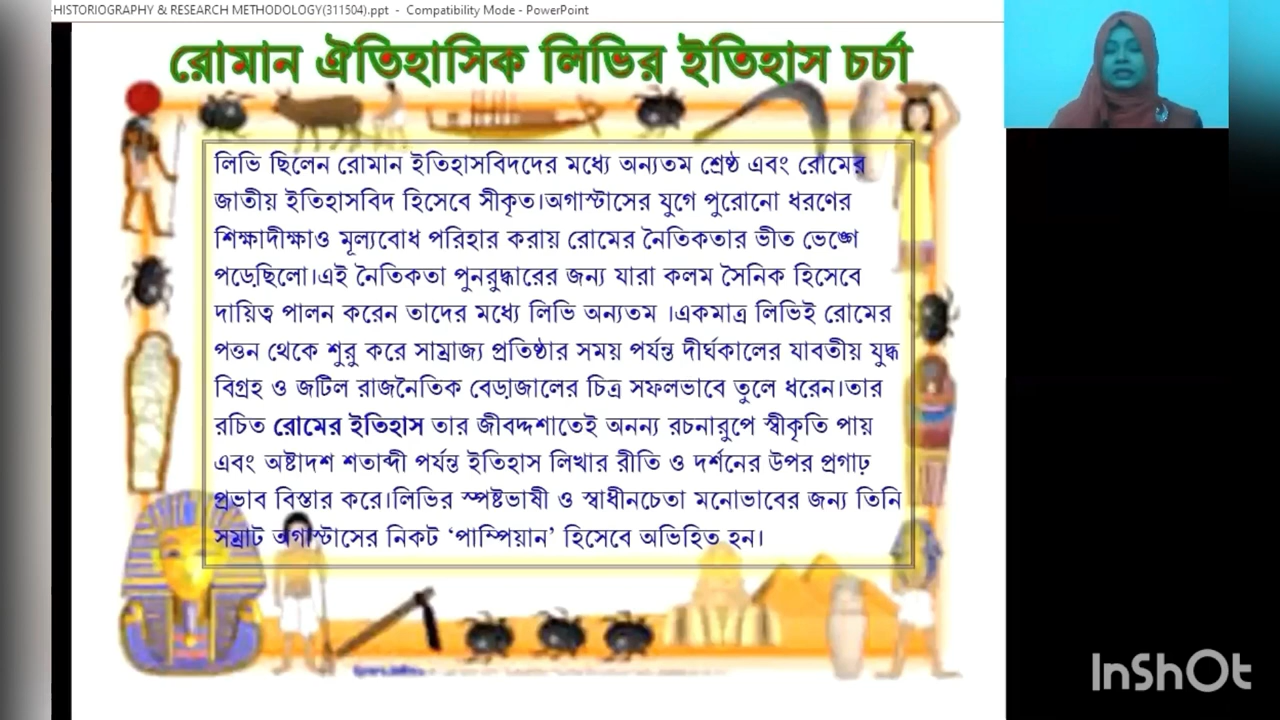 -HISTORIOGRAPHY & RESEARCH METHODOLOGY(311504).ppt - Compatibility Mode - PowerPoint
রোমান ঐতিহাসিক লিভির ইতিহাস চর্চা
লিভি ছিলেন রোমান ইতিহাসবিদদের মধ্যে অন্যতম শ্রেষ্ঠ এবং রোমের
জাতীয় ইতিহাসবিদ হিসেবে সীকৃত।অগাস্টাসের যুগে পুরোনো ধরণের
শিক্ষাদীক্ষাও মূল্যবোধ পরিহার করায় রোমের নৈতিকতার ভীত ভেঙ্গে
পড়েছিলো।এই নৈতিকতা পুনরুদ্ধারের জন্য যারা কলম সৈনিক হিসেবে
দায়িত্ব পালন করেন তাদের মধ্যে লিভি অন্যতম ।একমাত্র লিভিই রোমের
পত্তন থেকে শুরু করে সাম্রাজ্য প্রতিষ্ঠার সময় পর্যন্ত দীর্ঘকালের যাবতীয় যুদ্ধ
বিগ্রহ ও জটিল রাজনৈতিক বেড়াজালের চিত্র সফলভাবে তুলে ধরেন।তার
রচিত রোমের ইতিহাস তার জীবদ্দশাতেই অনন্য রচনারুপে স্বীকৃতি পায়
এবং অষ্টাদশ শতাব্দী পর্যন্ত ইতিহাস লিখার রীতি ও দর্শনের উপর প্রগাঢ়
প্রভাব বিস্তার করে।লিভির স্পষ্টভাষী ও স্বাধীনচেতা মনোভাবের জন্য তিনি
সম্রাট অগাস্টাসের নিকট ‘পাম্পিয়ান’ হিসেবে অভিহিত হন।
InShOt